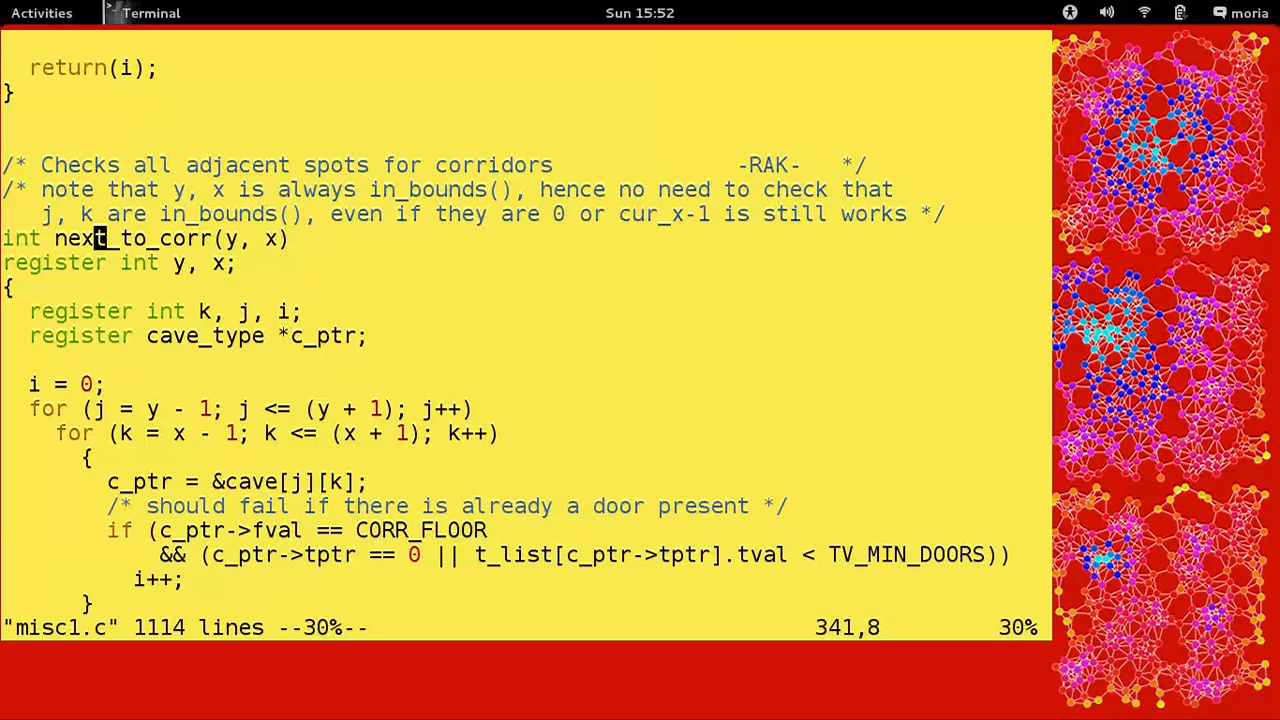 Activities Terminal Sun 15:52 moria
return(i);
}
/* Checks all adjacent spots for corridors -RAK- */
/* note that y, x is always in_bounds(), hence no need to check that
j, k are in_bounds(), even if they are 0 or cur_x-1 is still works */
int next_to_corr(y, x)
register int y, x;
{
register int k, j, i;
register cave_type *c_ptr;
i = 0;
for (j = y - 1; j <= (y + 1); j++)
for (k = x - 1; k <= (x + 1); k++)
{
c_ptr = &cave[j][k];
/* should fail if there is already a door present */
if (c_ptr->fval == CORR_FLOOR
&& (c_ptr->tptr == 0 || t_list[c_ptr->tptr].tval < TV_MIN_DOORS))
i++;
}
"misc1.c" 1114 lines --30%-- 341,8 30%